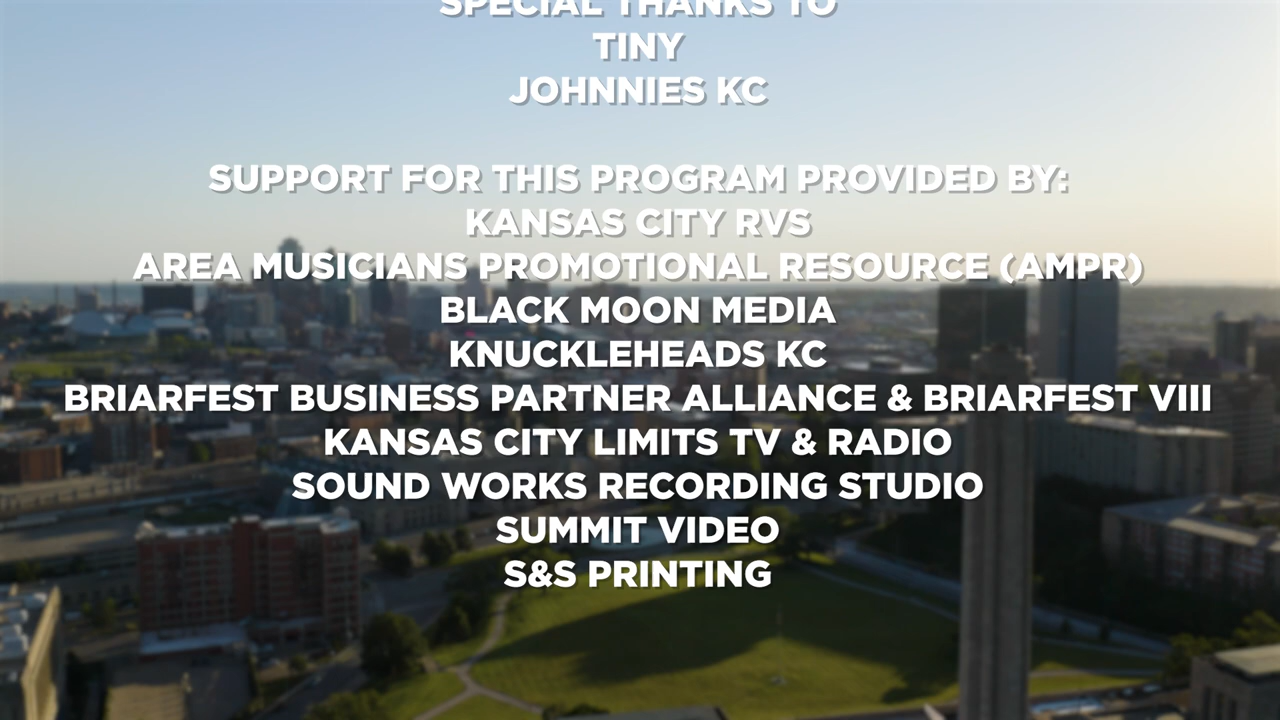 SPECIAL THANKS TO
TINY
JOHNNIES KC
SUPPORT FOR THIS PROGRAM PROVIDED BY:
KANSAS CITY RVS
AREA MUSICIANS PROMOTIONAL RESOURCE (AMPR)
BLACK MOON MEDIA
KNUCKLEHEADS KC
BRIARFEST BUSINESS PARTNER ALLIANCE & BRIARFEST VIII
KANSAS CITY LIMITS TV & RADIO
SOUND WORKS RECORDING STUDIO
SUMMIT VIDEO
S&S PRINTING